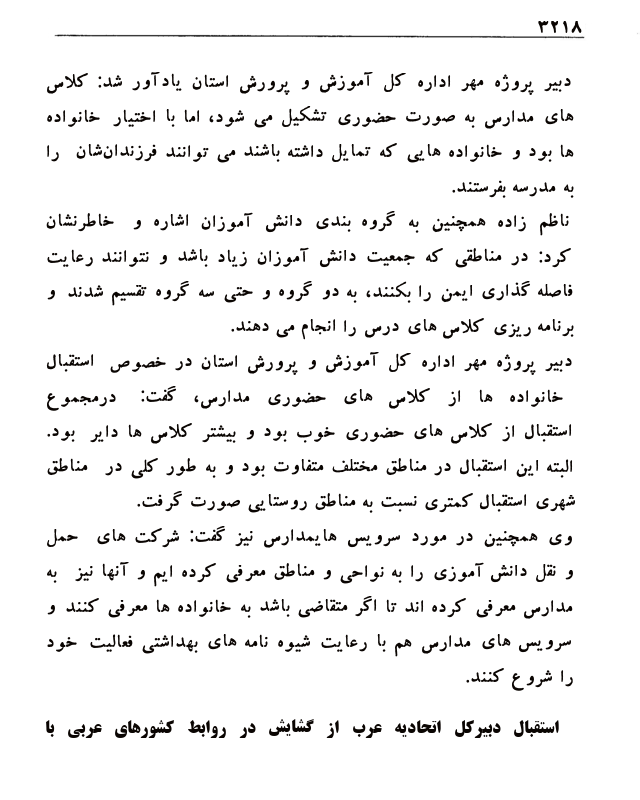 ۳۲۱۸
دبیر پروژه مهر اداره کل آموزش و پرورش استان یادآور شد: کلاس
های مدارس به صورت حضوری تشکیل می شود، اما با اختیار خانواده
ها بود و خانواده هایی که تمایل داشته باشند می توانند فرزندان‌شان را
به مدرسه بفرستند.
ناظم زاده همچنین به گروه بندی دانش آموزان اشاره و خاطرنشان
کرد: در مناطقی که جمعیت دانش آموزان زیاد باشد و نتوانند رعایت
فاصله گذاری ایمن را بکنند، به دو گروه و حتی سه گروه تقسیم شدند و
برنامه ریزی کلاس های درس را انجام می دهند.
دبیر پروژه مهر اداره کل آموزش و پرورش استان در خصوص استقبال
خانواده ها از کلاس های حضوری مدارس، گفت: درمجموع
استقبال از کلاس های حضوری خوب بود و بیشتر کلاس ها دایر بود.
البته این استقبال در مناطق مختلف متفاوت بود و به طور کلی در مناطق
شهری استقبال کمتری نسبت به مناطق روستایی صورت گرفت.
وی همچنین در مورد سرویس هایمدارس نیز گفت: شرکت های حمل
و نقل دانش آموزی را به نواحی و مناطق معرفی کرده ایم و آنها نیز به
مدارس معرفی کرده اند تا اگر متقاضی باشد به خانواده ها معرفی کنند و
سرویس های مدارس هم با رعایت شیوه نامه های بهداشتی فعالیت خود
را شروع کنند.
استقبال دبیرکل اتحادیه عرب از گشایش در روابط کشورهای عربی با